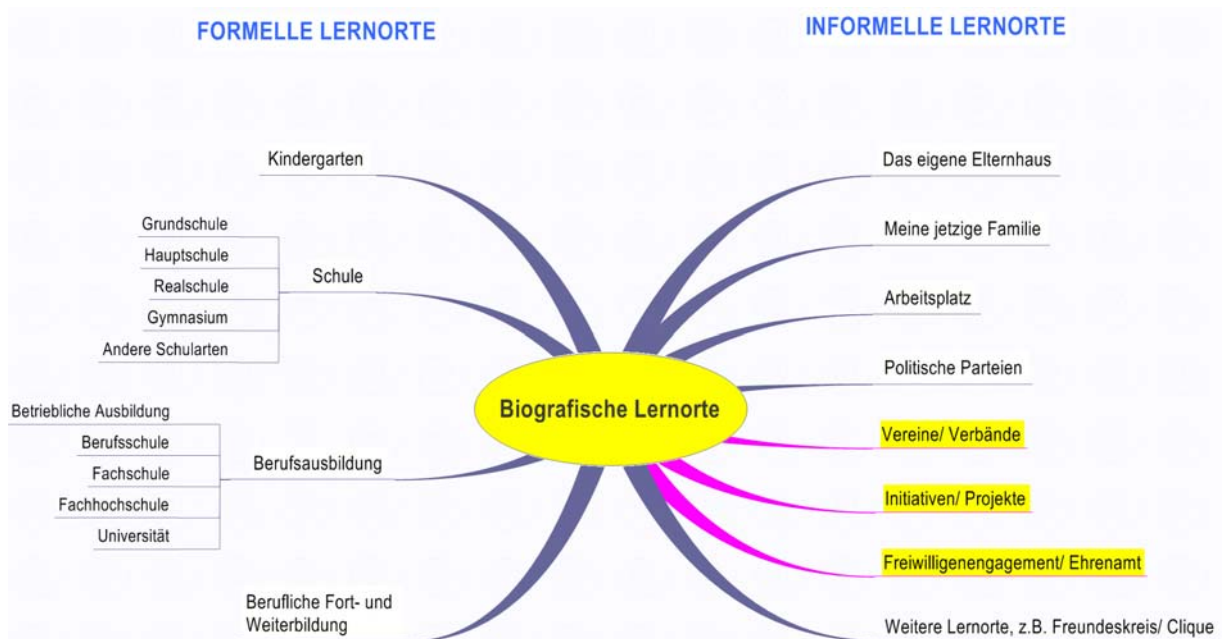 FORMELLE LERNORTE
INFORMELLE LERNORTE
Kindergarten
Grundschule
Hauptschule
Realschule
Gymnasium
Andere Schularten
Schule
Betriebliche Ausbildung
Berufsschule
Fachschule
Fachhochschule
Universität
Berufsausbildung
Berufliche Fort- und
Weiterbildung
Biografische Lernorte
Das eigene Elternhaus
Meine jetzige Familie
Arbeitsplatz
Politische Parteien
Vereine/ Verbände
Initiativen/ Projekte
Freiwilligenengagement/ Ehrenamt
Weitere Lernorte, z.B. Freundeskreis/ Clique